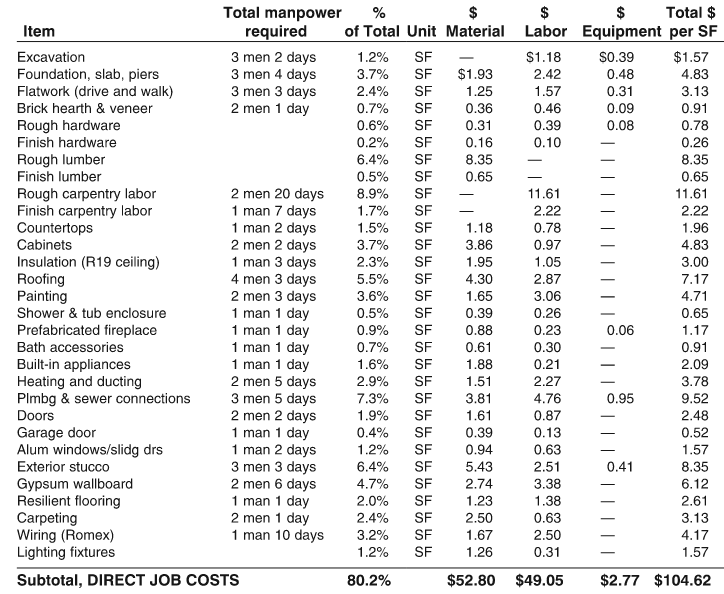 Total manpower % $ $ $ Total $
Item required of Total Unit Material Labor Equipment per SF
Excavation 3 men 2 days 1.2% SF — $1.18 $0.39 $1.57
Foundation, slab, piers 3 men 4 days 3.7% SF $1.93 2.42 0.48 4.83
Flatwork (drive and walk) 3 men 3 days 2.4% SF 1.25 1.57 0.31 3.13
Brick hearth & veneer 2 men 1 day 0.7% SF 0.36 0.46 0.09 0.91
Rough hardware 0.6% SF 0.31 0.39 0.08 0.78
Finish hardware 0.2% SF 0.16 0.10 — 0.26
Rough lumber 6.4% SF 8.35 — — 8.35
Finish lumber 0.5% SF 0.65 — — 0.65
Rough carpentry labor 2 men 20 days 8.9% SF — 11.61 — 11.61
Finish carpentry labor 1 man 7 days 1.7% SF — 2.22 — 2.22
Countertops 1 man 2 days 1.5% SF 1.18 0.78 — 1.96
Cabinets 2 men 2 days 3.7% SF 3.86 0.97 — 4.83
Insulation (R19 ceiling) 1 man 3 days 2.3% SF 1.95 1.05 — 3.00
Roofing 4 men 3 days 5.5% SF 4.30 2.87 — 7.17
Painting 2 men 3 days 3.6% SF 1.65 3.06 — 4.71
Shower & tub enclosure 1 man 1 day 0.5% SF 0.39 0.26 — 0.65
Prefabricated fireplace 1 man 1 day 0.9% SF 0.88 0.23 0.06 1.17
Bath accessories 1 man 1 day 0.7% SF 0.61 0.30 — 0.91
Built-in appliances 1 man 1 day 1.6% SF 1.88 0.21 — 2.09
Heating and ducting 2 men 5 days 2.9% SF 1.51 2.27 — 3.78
Plmbg & sewer connections 3 men 5 days 7.3% SF 3.81 4.76 0.95 9.52
Doors 2 men 2 days 1.9% SF 1.61 0.87 — 2.48
Garage door 1 man 1 day 0.4% SF 0.39 0.13 — 0.52
Alum windows/slidg drs 1 man 2 days 1.2% SF 0.94 0.63 — 1.57
Exterior stucco 3 men 3 days 6.4% SF 5.43 2.51 0.41 8.35
Gypsum wallboard 2 men 6 days 4.7% SF 2.74 3.38 — 6.12
Resilient flooring 1 man 1 day 2.0% SF 1.23 1.38 — 2.61
Carpeting 2 men 1 day 2.4% SF 2.50 0.63 — 3.13
Wiring (Romex) 1 man 10 days 3.2% SF 1.67 2.50 — 4.17
Lighting fixtures 1.2% SF 1.26 0.31 — 1.57
Subtotal, DIRECT JOB COSTS 80.2% $52.80 $49.05 $2.77 $104.62